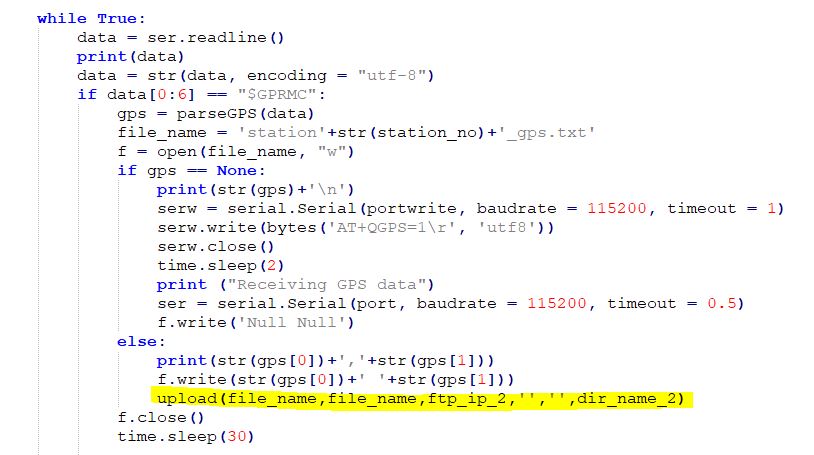 while True:
    data = ser.readline()
    print(data)
    data = str(data, encoding = "utf-8")
    if data[0:6] == "$GPRMC":
        gps = parseGPS(data)
        file_name = 'station'+str(station_no)+'_gps.txt'
        f = open(file_name, "w")
        if gps == None:
            print(str(gps)+'\n')
            serw = serial.Serial(portwrite, baudrate = 115200, timeout = 1)
            serw.write(bytes('AT+QGPS=1\r', 'utf8'))
            serw.close()
            time.sleep(2)
            print ("Receiving GPS data")
            ser = serial.Serial(port, baudrate = 115200, timeout = 0.5)
            f.write('Null Null')
        else:
            print(str(gps[0])+','+str(gps[1]))
            f.write(str(gps[0])+' '+str(gps[1]))
            upload(file_name,file_name,ftp_ip_2,'','',dir_name_2)
        f.close()
        time.sleep(30)